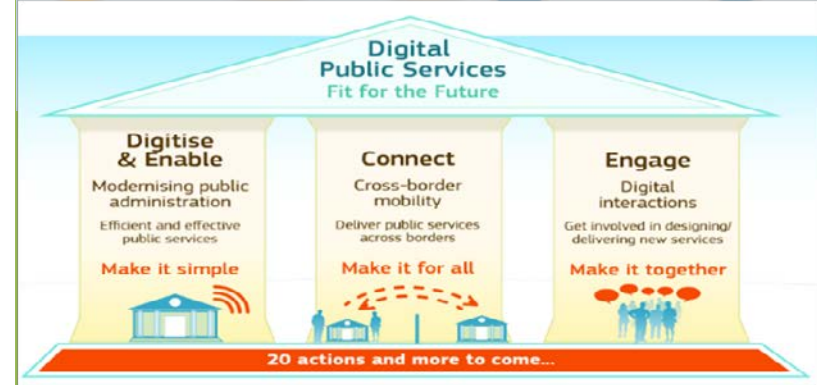 Digital
Public Services
Fit for the Future
Digitise
& Enable
Modernising public
administration
Efficient and effective
public services
Make it simple
Connect
Cross-border
mobility
Deliver public services
across borders
Make it for all
Engage
Digital
interactions
Get involved in designing/
delivering new services
Make it together
20 actions and more to come...